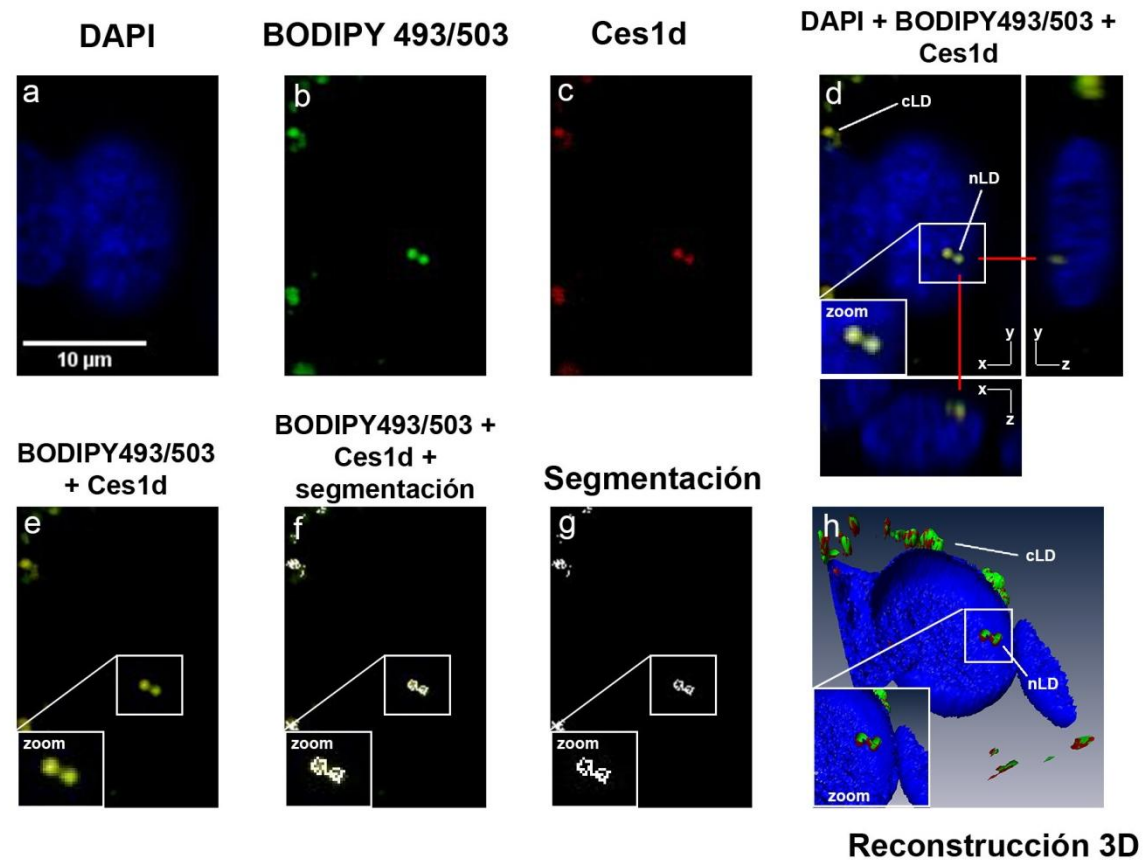 DAPI
BODIPY 493/503
Ces1d
DAPI + BODIPY493/503 +
Ces1d
a
10 µm
b
c
d
cLD
nLD
zoom
y
x
y
z
x
z
BODIPY493/503
+ Ces1d
BODIPY493/503 +
Ces1d +
segmentación
Segmentación
e
zoom
f
zoom
g
zoom
h
cLD
nLD
zoom
Reconstrucción 3D